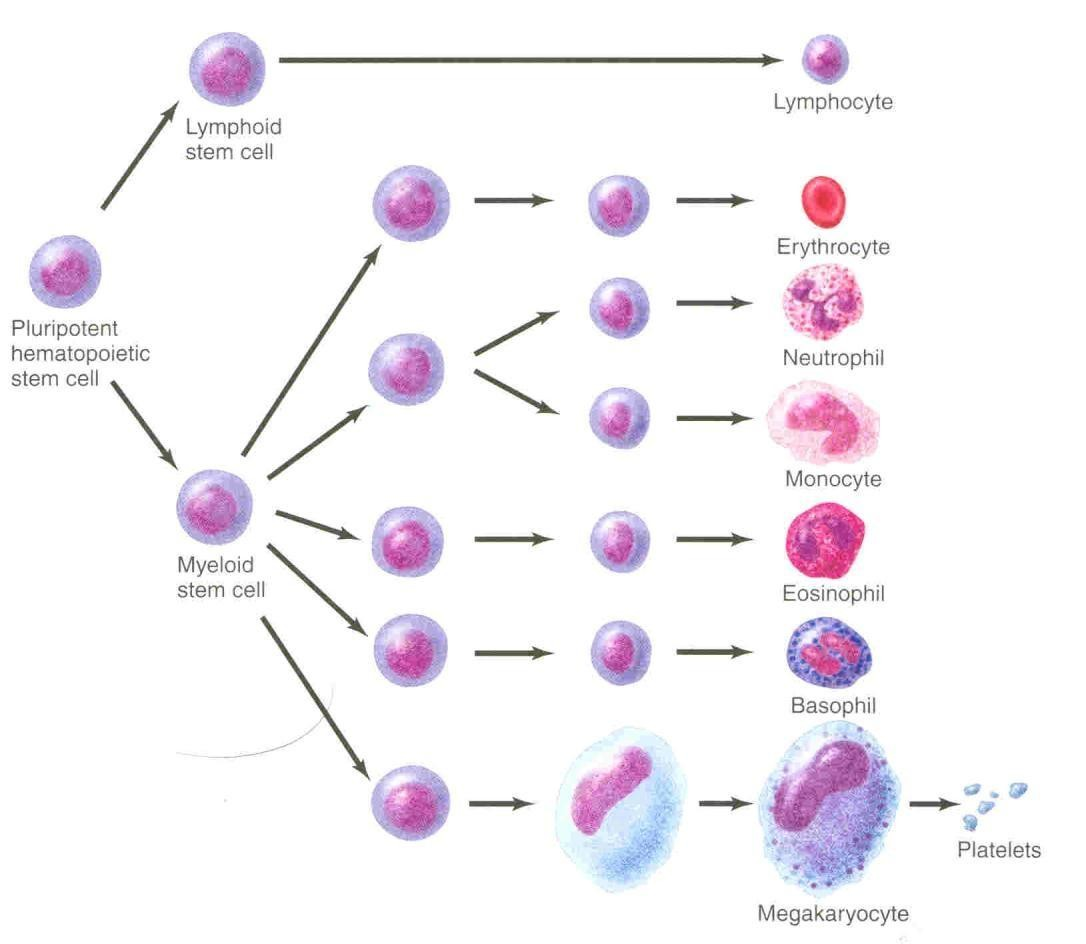 Lymphocyte
Lymphoid
stem cell
Erythrocyte
Pluripotent
hematopoietic
stem cell
Neutrophil
Monocyte
Myeloid
stem cell
Eosinophil
Basophil
Platelets
Megakaryocyte